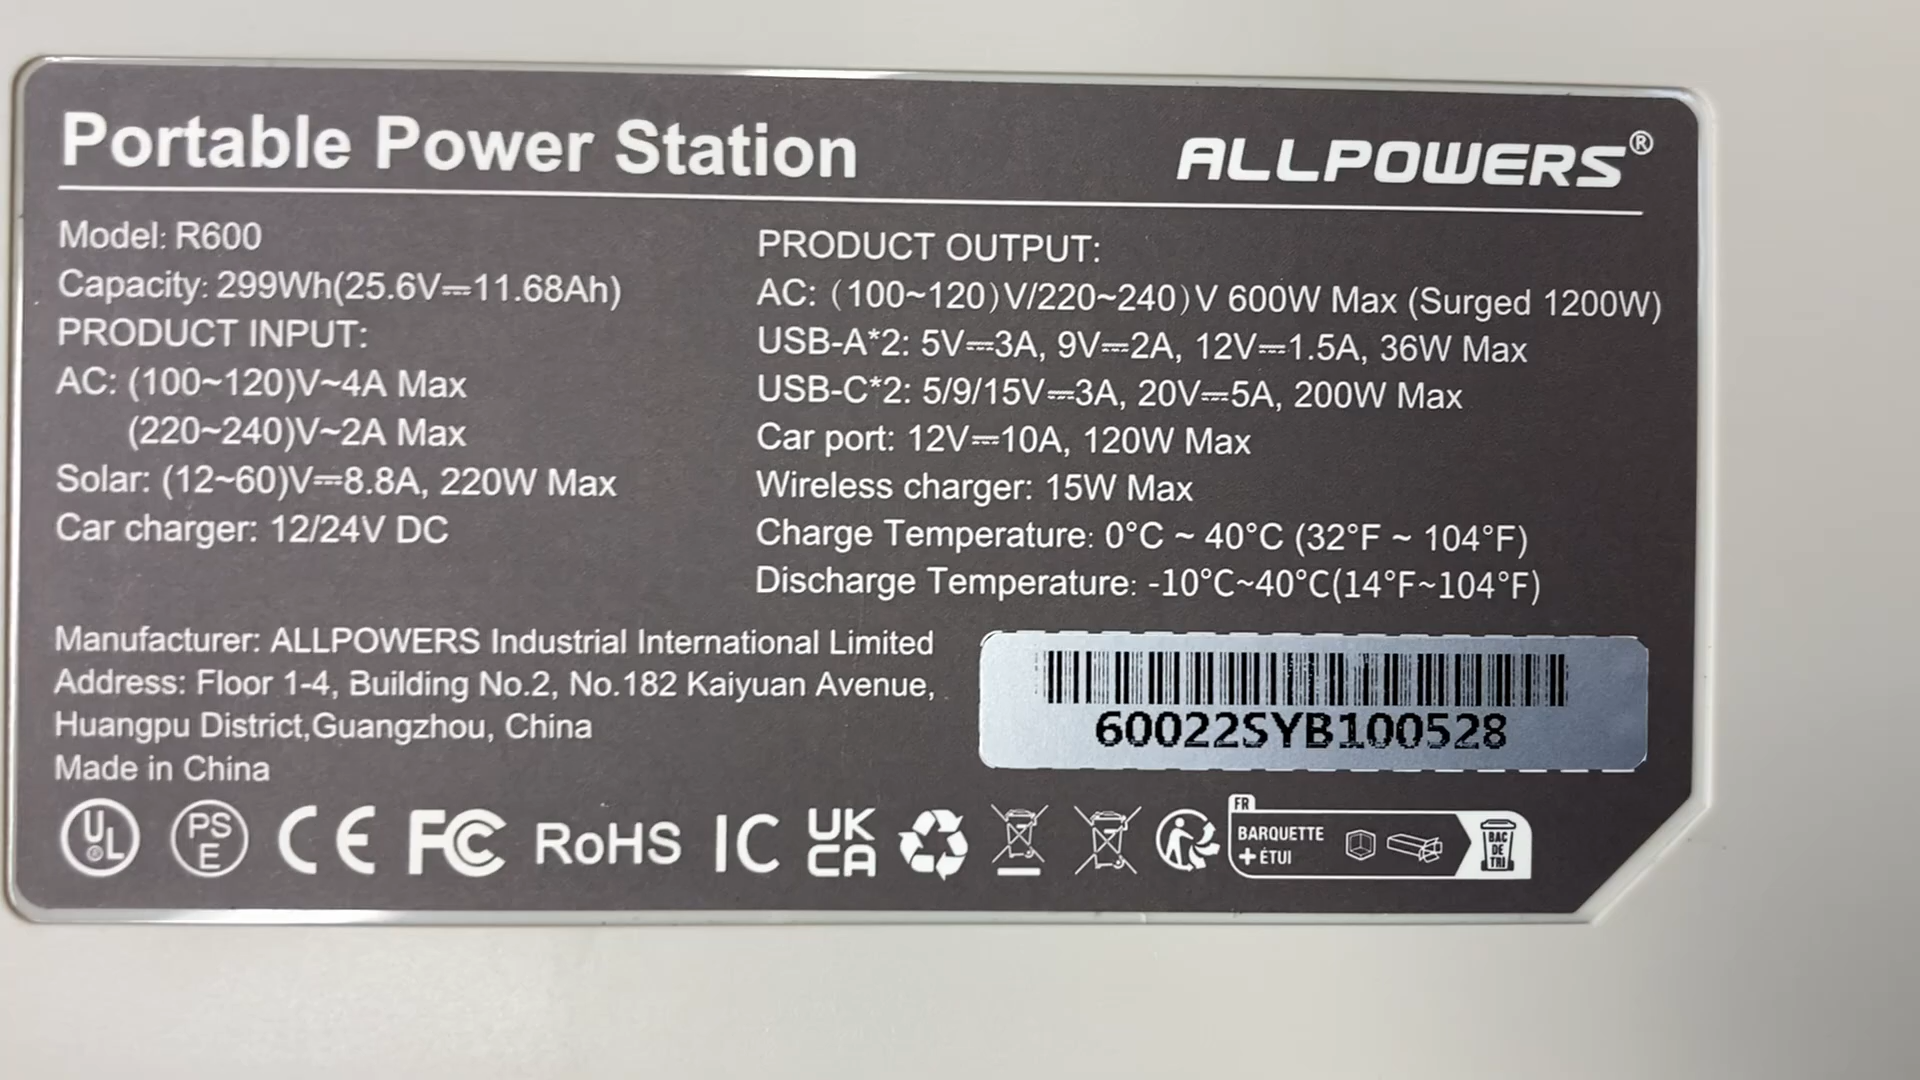 Portable Power Station
ALLPOWERS®
Model: R600
Capacity: 299Wh(25.6V⎓11.68Ah)
PRODUCT INPUT:
AC: (100~120)V~4A Max
(220~240)V~2A Max
Solar: (12~60)V⎓8.8A, 220W Max
Car charger: 12/24V DC
PRODUCT OUTPUT:
AC: (100~120)V/220~240)V 600W Max (Surged 1200W)
USB-A*2: 5V⎓3A, 9V⎓2A, 12V⎓1.5A, 36W Max
USB-C*2: 5/9/15V⎓3A, 20V⎓5A, 200W Max
Car port: 12V⎓10A, 120W Max
Wireless charger: 15W Max
Charge Temperature: 0°C ~ 40°C (32°F ~ 104°F)
Discharge Temperature: -10°C~40°C(14°F~104°F)
Manufacturer: ALLPOWERS Industrial International Limited
Address: Floor 1-4, Building No.2, No.182 Kaiyuan Avenue,
Huangpu District,Guangzhou, China
Made in China
60022SYB100528
UL PSE CE FC RoHS IC UK CA
FR
BARQUETTE
+ÉTUI
BAC
DE
TRI